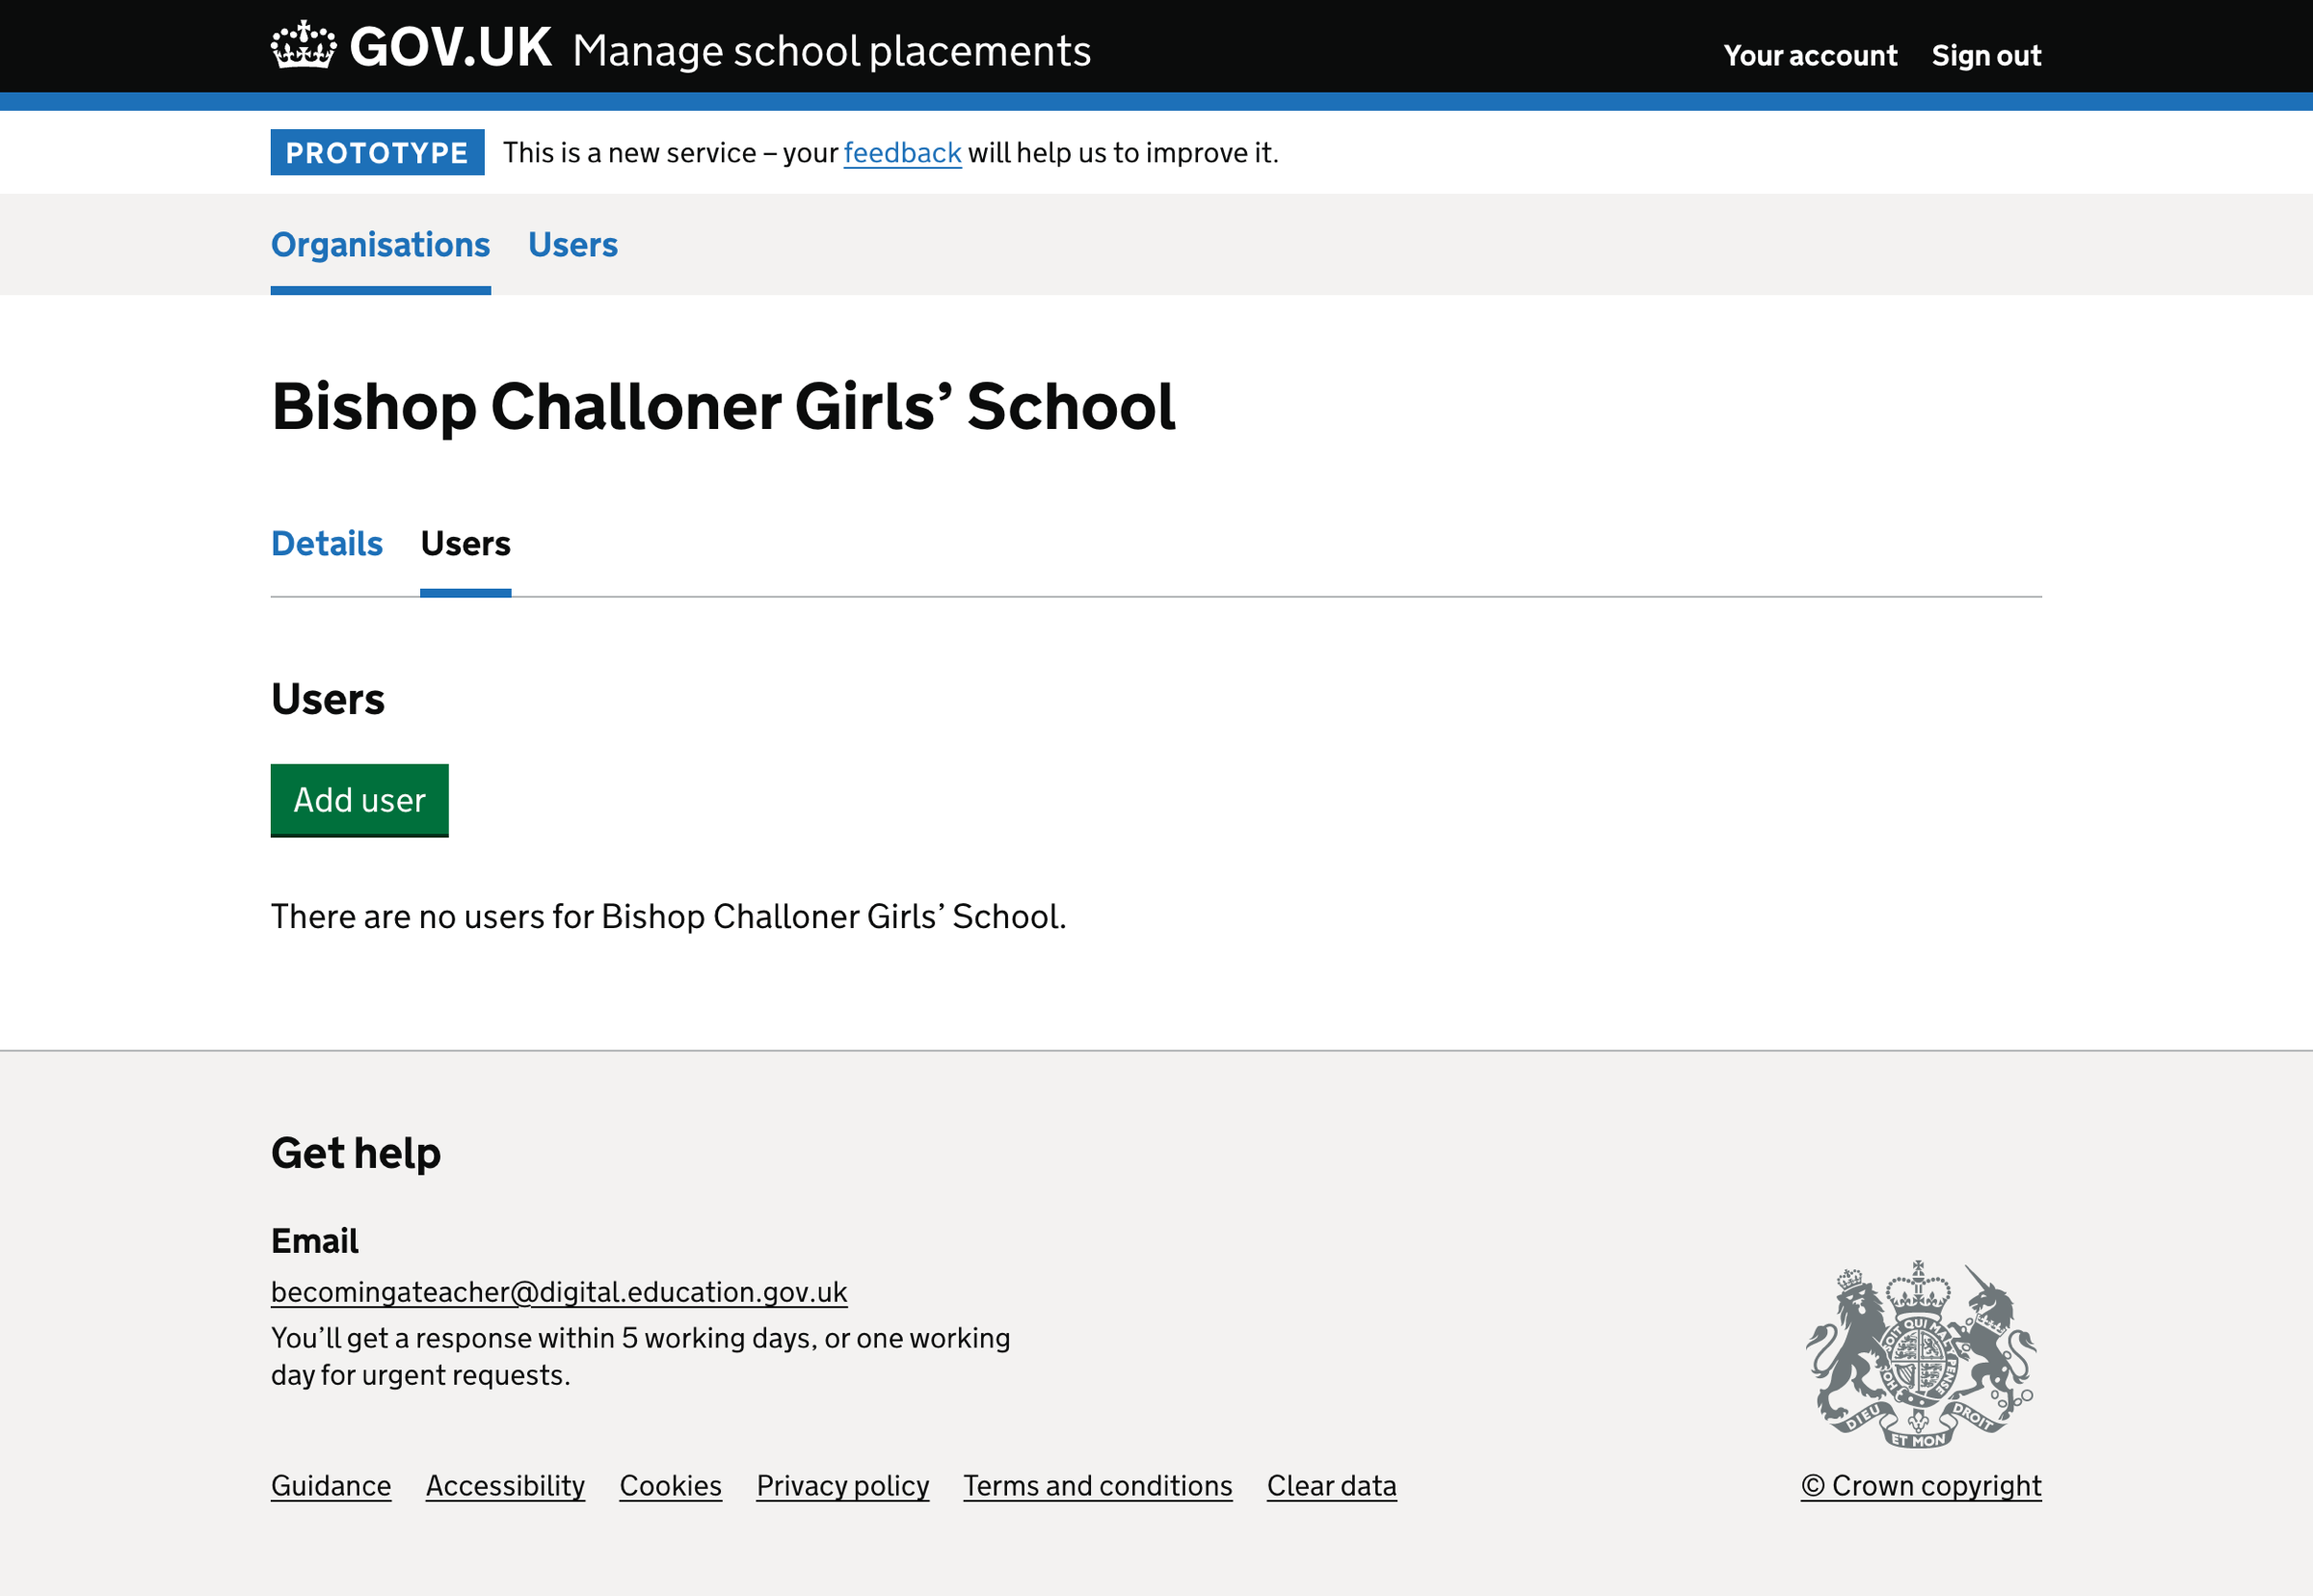 GOV.UK Manage school placements
Your account Sign out
PROTOTYPE This is a new service – your feedback will help us to improve it.
Organisations Users
Bishop Challoner Girls’ School
Details Users
Users
Add user
There are no users for Bishop Challoner Girls’ School.
Get help
Email
becomingateacher@digital.education.gov.uk
You’ll get a response within 5 working days, or one working
day for urgent requests.
HONI SOIT QUI MAL Y PENSE
DIEU ET MON DROIT
Guidance Accessibility Cookies Privacy policy Terms and conditions Clear data
© Crown copyright